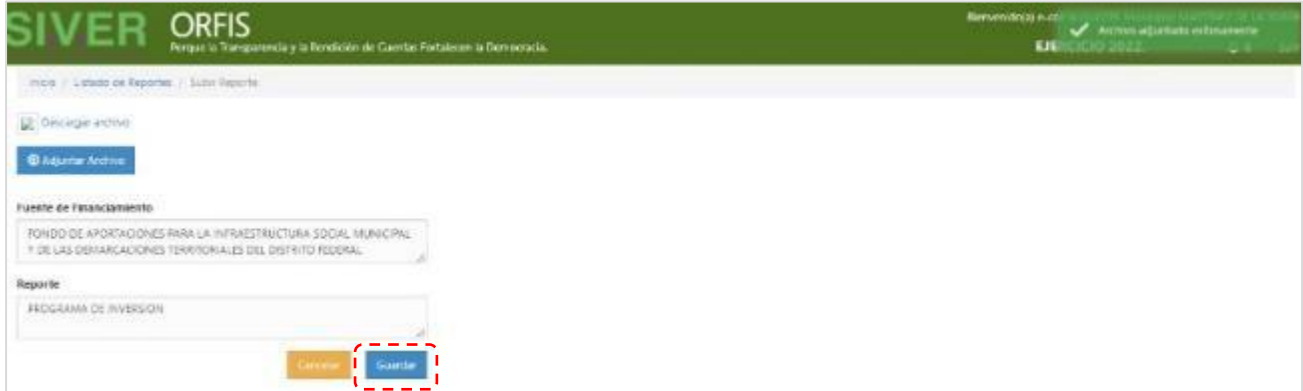 SIVER ORFIS
Porque la Transparencia y la Rendición de Cuentas Fortalecen la Democracia.
Bienvenido(a)
Archivo adjuntado exitosamente
EJERCICIO 2022
Inicio / Listado de Reportes / Subir Reporte
Descargar archivo
Adjuntar Archivo
Fuente de Financiamiento
FONDO DE APORTACIONES PARA LA INFRAESTRUCTURA SOCIAL MUNICIPAL
Y DE LAS DEMARCACIONES TERRITORIALES DEL DISTRITO FEDERAL
Reporte
PROGRAMA DE INVERSION
Cancelar Guardar